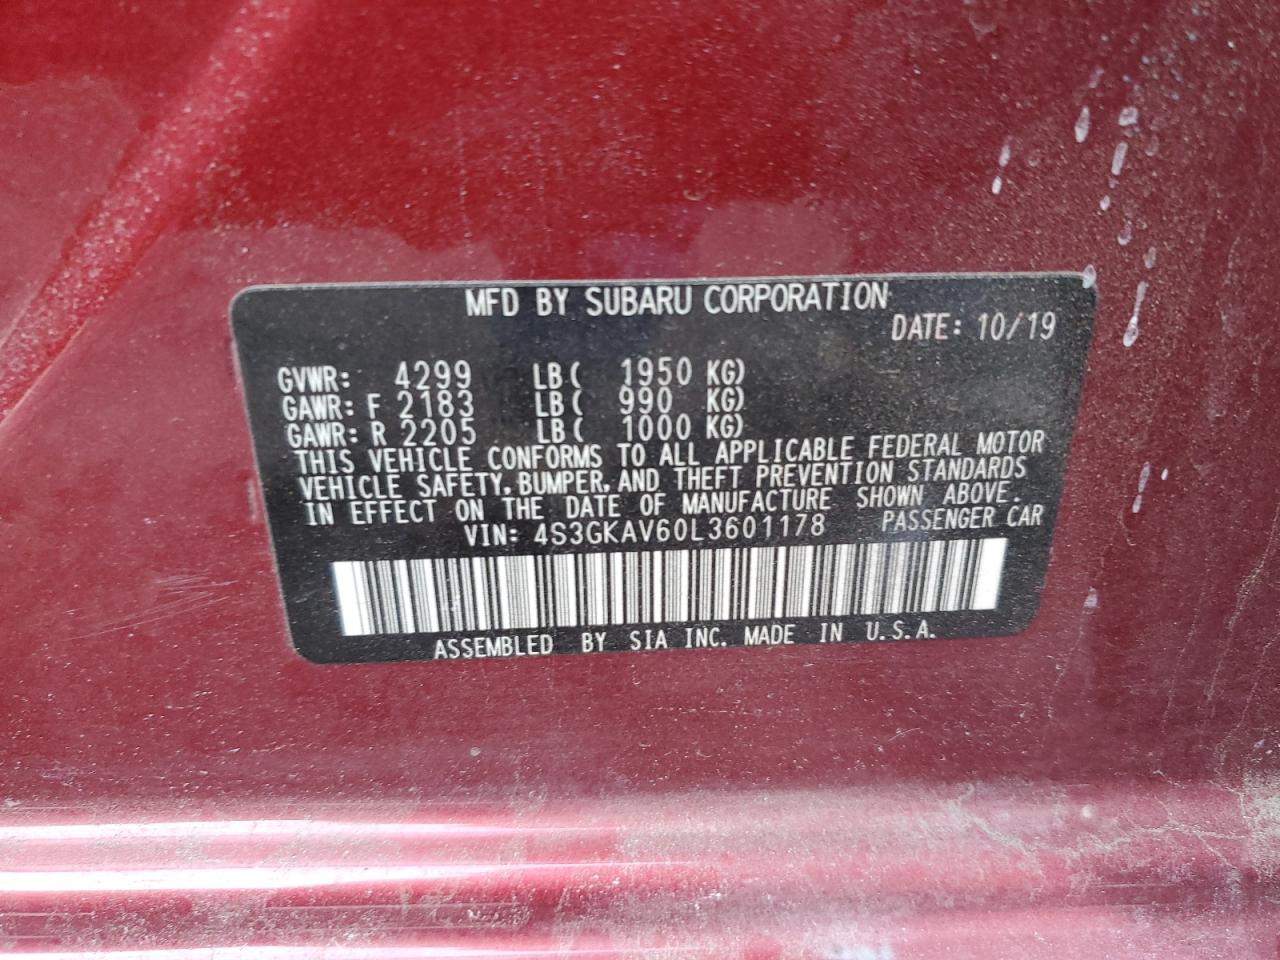 MFD BY SUBARU CORPORATION
DATE: 10/19
GVWR: 4299 LB( 1950 KG)
GAWR: F 2183 LB( 990 KG)
GAWR: R 2205 LB( 1000 KG)
THIS VEHICLE CONFORMS TO ALL APPLICABLE FEDERAL MOTOR
VEHICLE SAFETY, BUMPER, AND THEFT PREVENTION STANDARDS
IN EFFECT ON THE DATE OF MANUFACTURE SHOWN ABOVE.
VIN: 4S3GKAV60L3601178 PASSENGER CAR
ASSEMBLED BY SIA INC. MADE IN U.S.A.